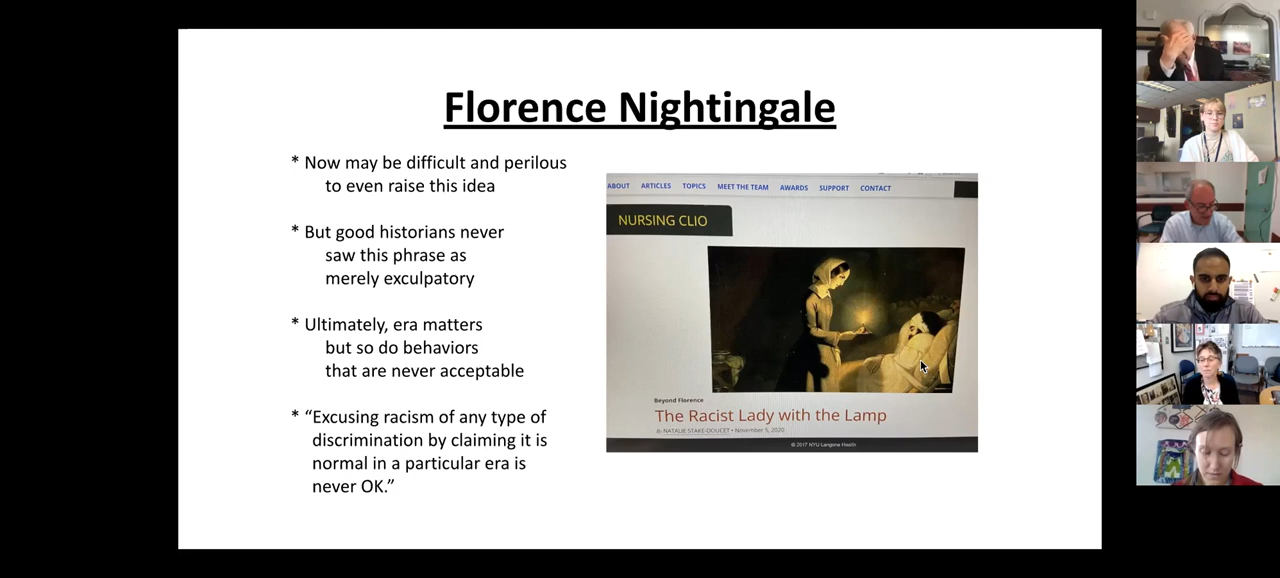 Florence Nightingale
* Now may be difficult and perilous
to even raise this idea
* But good historians never
saw this phrase as
merely exculpatory
* Ultimately, era matters
but so do behaviors
that are never acceptable
* “Excusing racism of any type of
discrimination by claiming it is
normal in a particular era is
never OK.”
ABOUT ARTICLES TOPICS MEET THE TEAM AWARDS SUPPORT CONTACT
NURSING CLIO
Beyond Florence
The Racist Lady with the Lamp
By NATALIE STAKE-DOUCET • November 5, 2020
© 2017 NYU Langone Health